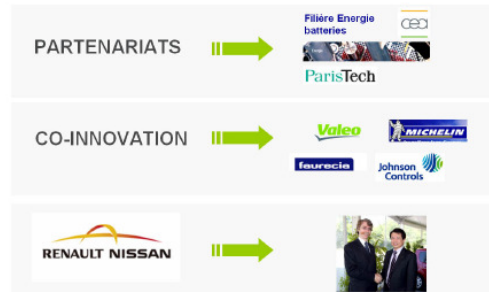 PARTENARIATS
Filière Energie
batteries
cea
ParisTech
CO-INNOVATION
Valeo
MICHELIN
faurecia
Johnson
Controls
RENAULT NISSAN